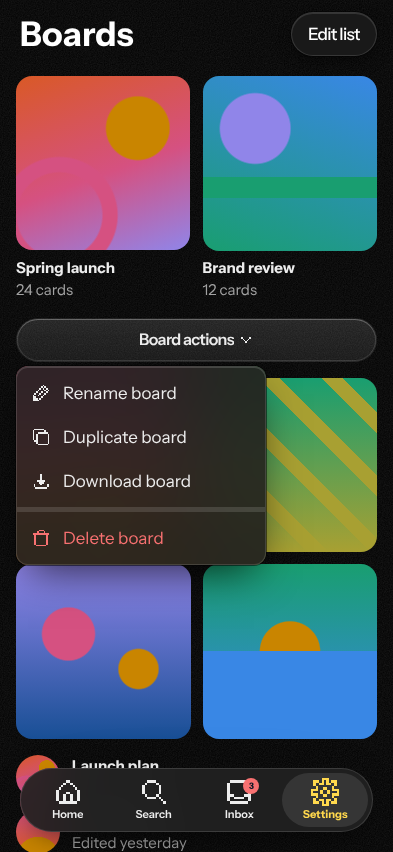 Boards
Edit list
Spring launch
24 cards
Brand review
12 cards
Board actions
Rename board
Duplicate board
Download board
Delete board
Launch plan
Home
Search
3
Inbox
Settings
Edited yesterday